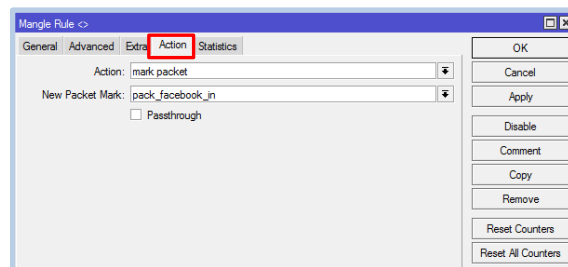 Mangle Rule <>
General Advanced Extra Action Statistics
Action: mark packet
New Packet Mark: pack_facebook_in
Passthrough
OK
Cancel
Apply
Disable
Comment
Copy
Remove
Reset Counters
Reset All Counters